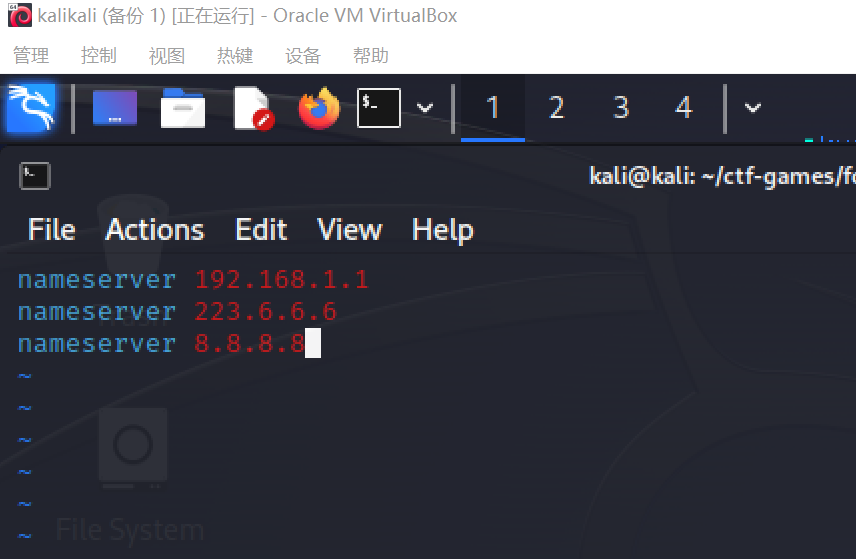 kalikali (备份 1) [正在运行] - Oracle VM VirtualBox
管理 控制 视图 热键 设备 帮助
$_ 1 2 3 4
kali@kali: ~/ctf-games/fo
File Actions Edit View Help
nameserver 192.168.1.1
nameserver 223.6.6.6
Trash
nameserver 8.8.8.8
~
~
~
~
~
~
File System